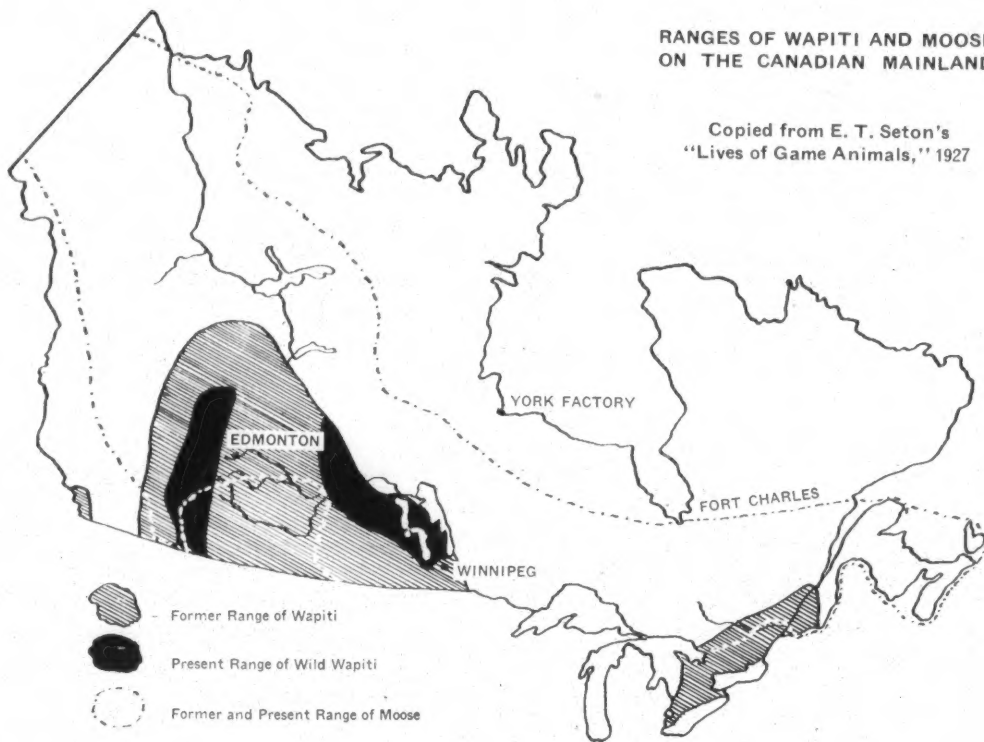 RANGES OF WAPITI AND MOOSE
ON THE CANADIAN MAINLAND
Copied from E. T. Seton's
"Lives of Game Animals," 1927
YORK FACTORY
EDMONTON
FORT CHARLES
WINNIPEG
Former Range of Wapiti
Present Range of Wild Wapiti
Former and Present Range of Moose